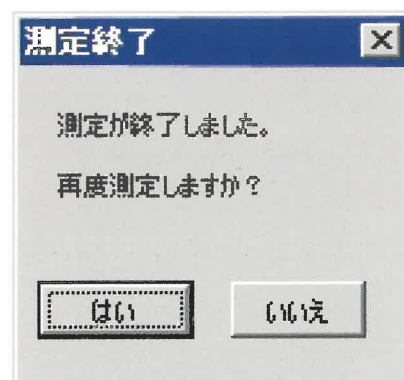 測定終了
測定が終了しました。
再度測定しますか？
はい
いいえ